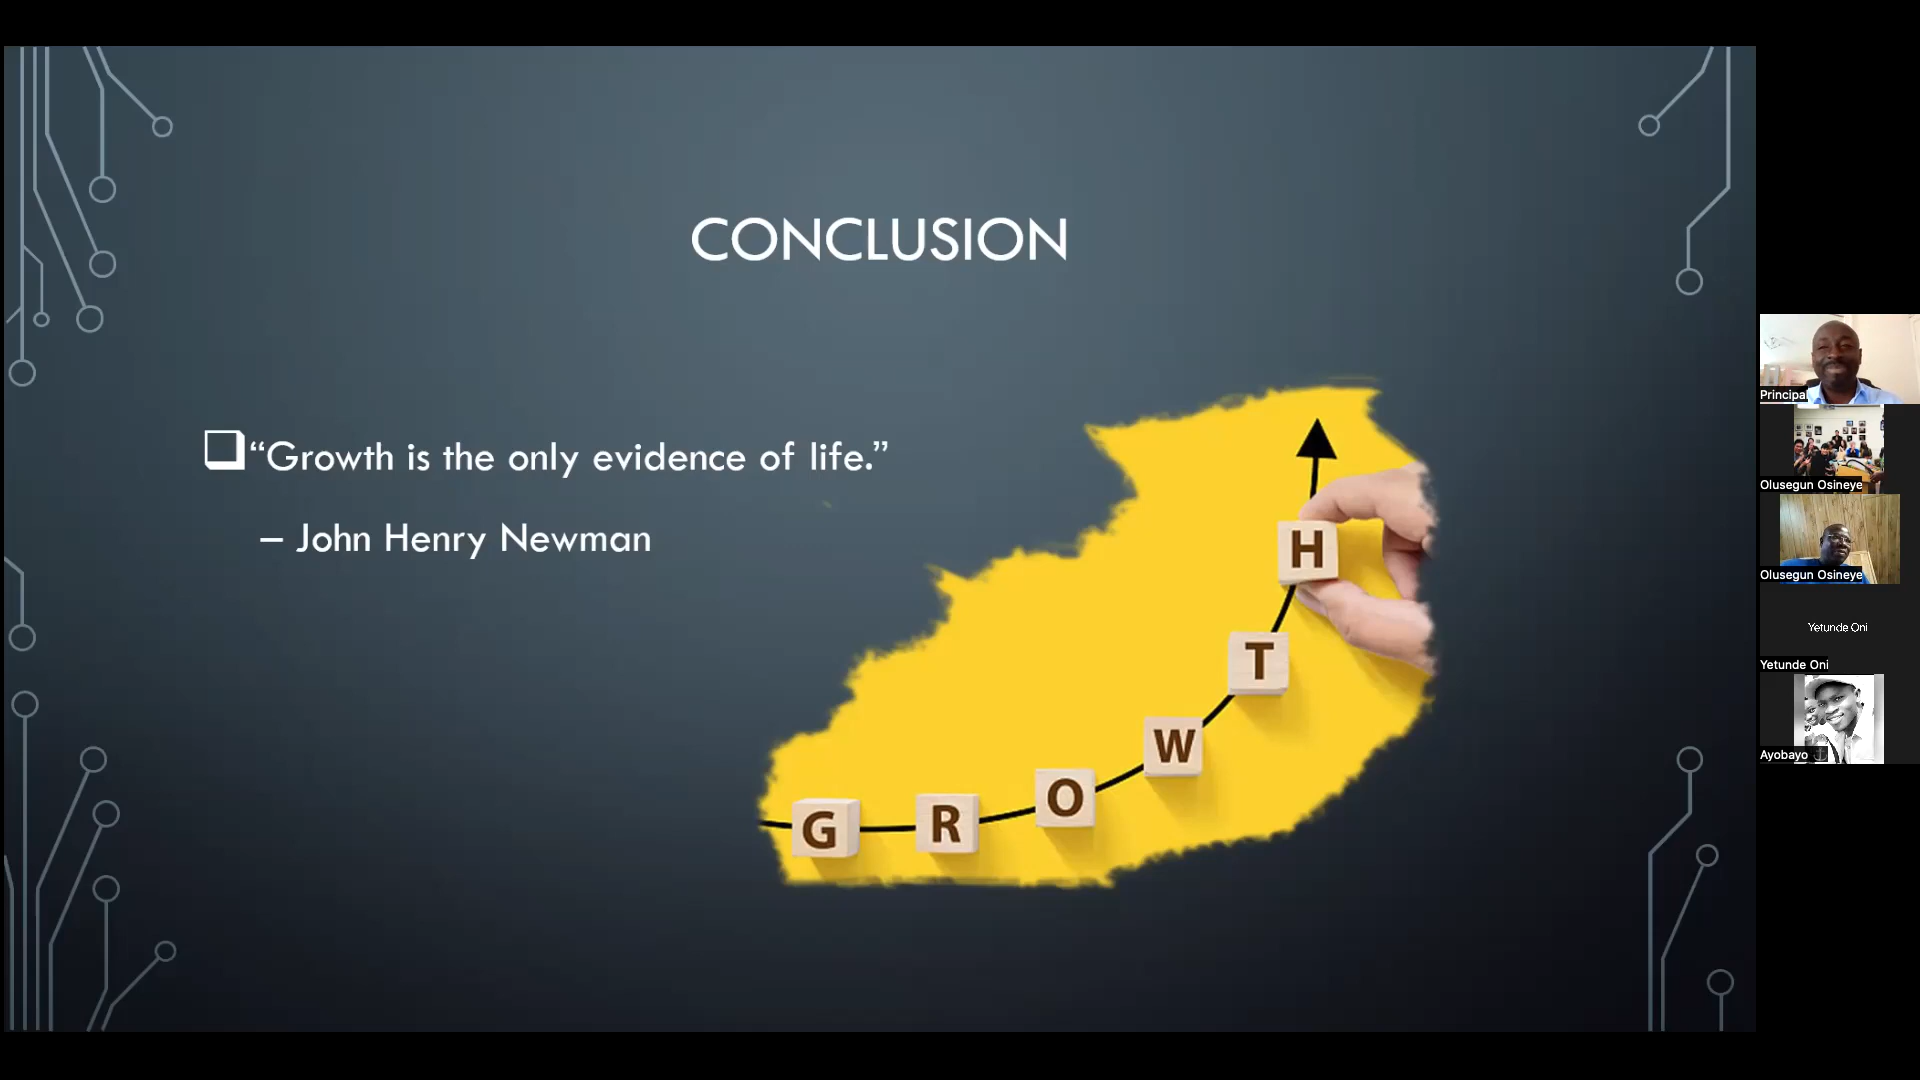 CONCLUSION
“Growth is the only evidence of life.”
– John Henry Newman
G R O W T H
Principal
Olusegun Osineye
Olusegun Osineye
Yetunde Oni
Yetunde Oni
Ayobayo